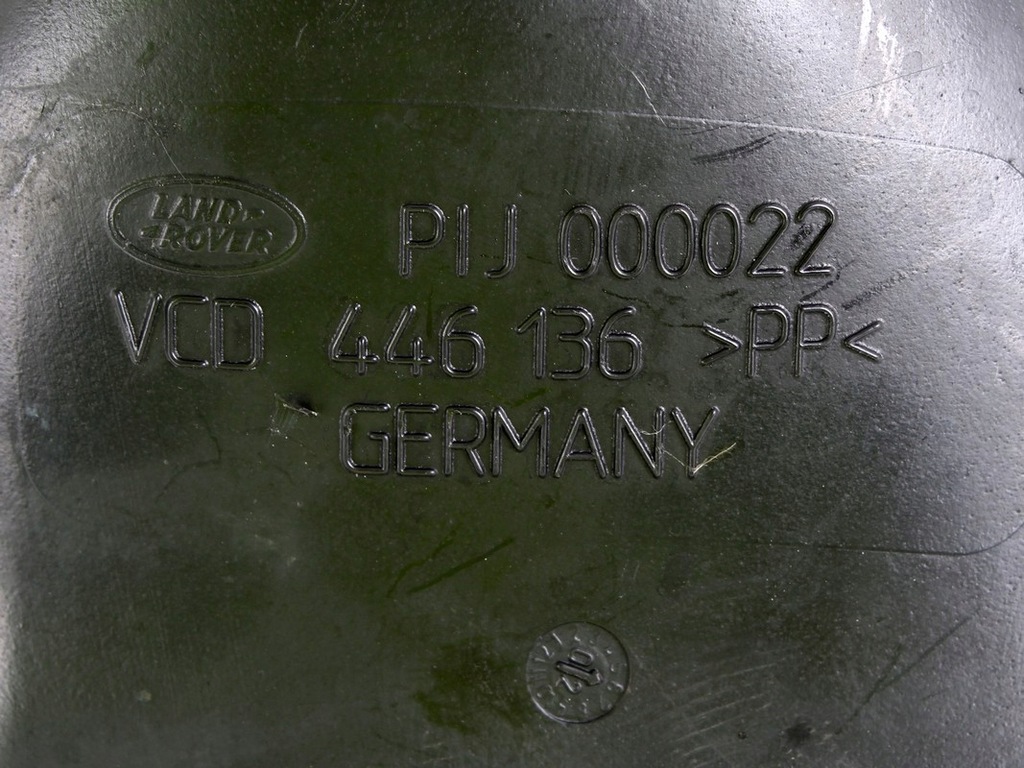 LAND-
ROVER
PIJ 000022
VCD 446 136 >PP<
GERMANY